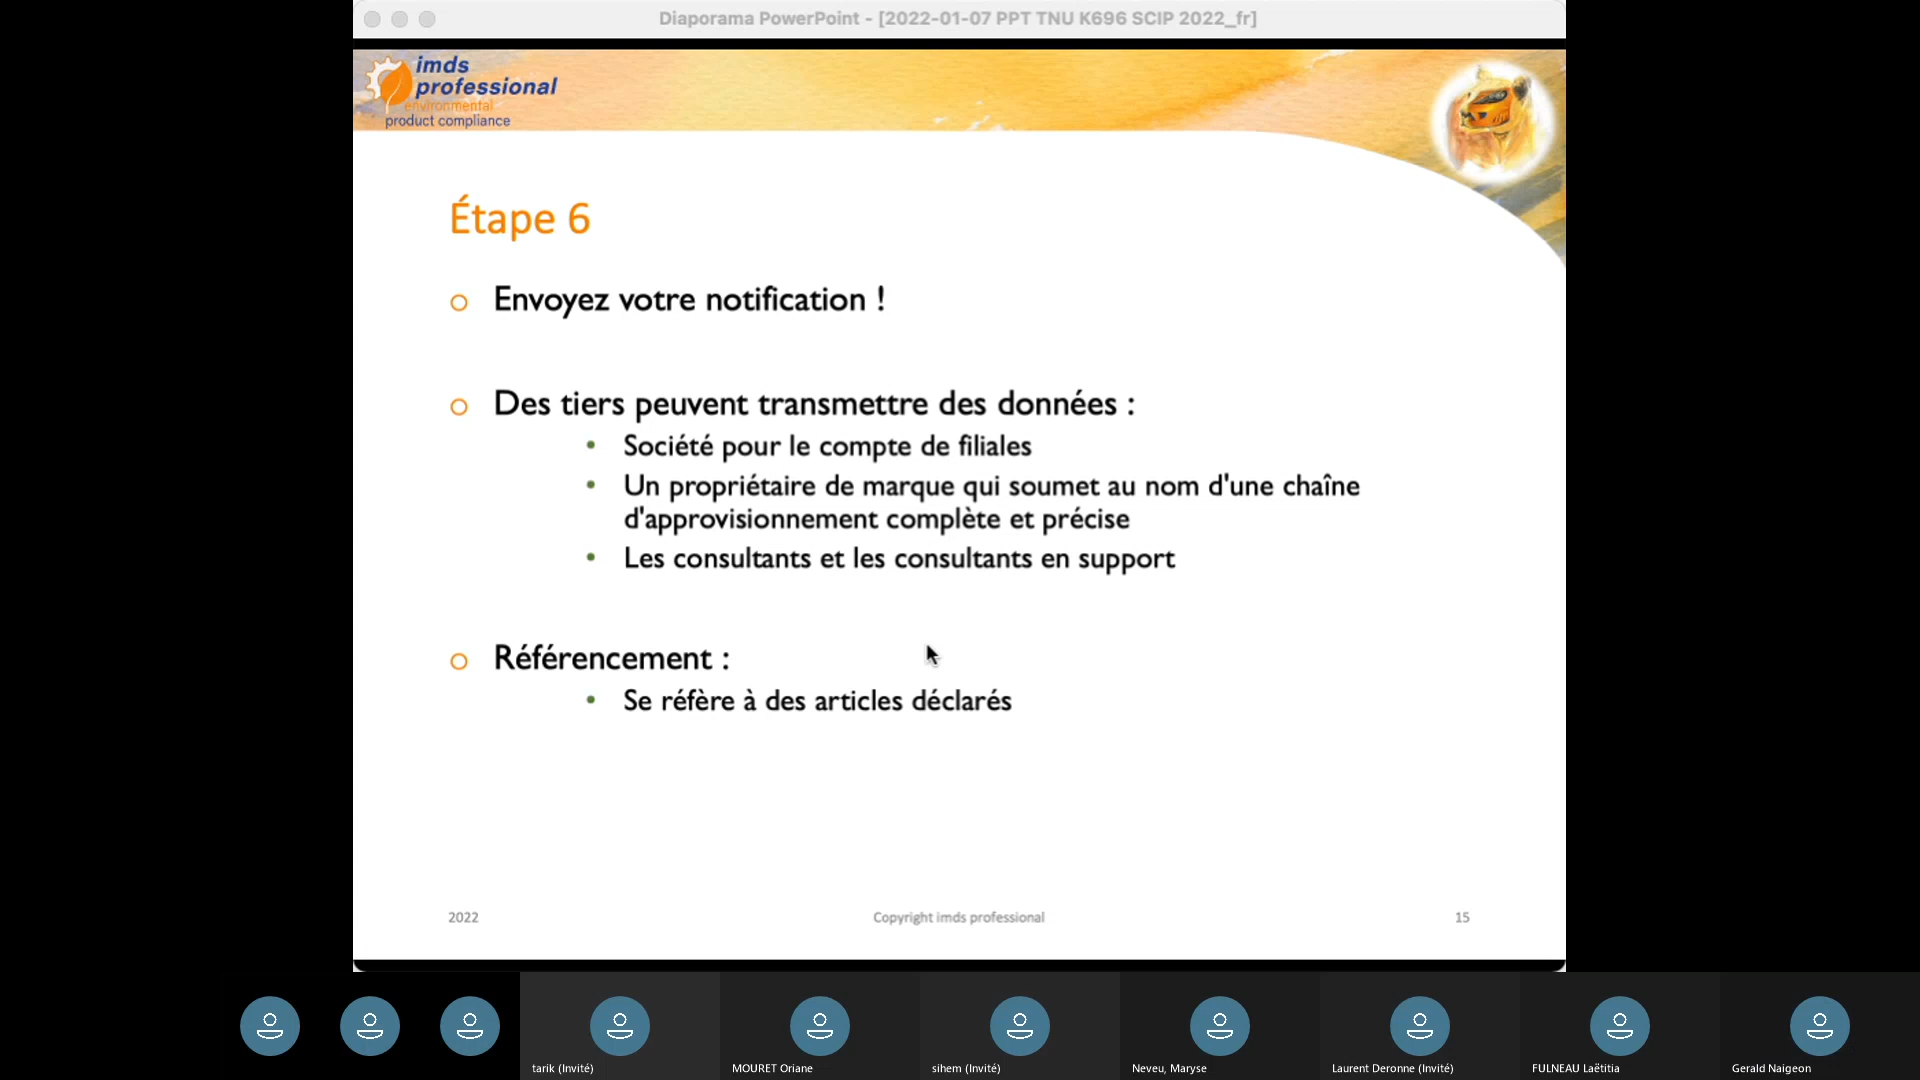 Diaporama PowerPoint - [2022-01-07 PPT TNU K696 SCIP 2022_fr]
imds
professional
environmental
product compliance
Étape 6
Envoyez votre notification !
Des tiers peuvent transmettre des données :
Société pour le compte de filiales
Un propriétaire de marque qui soumet au nom d'une chaîne
d'approvisionnement complète et précise
Les consultants et les consultants en support
Référencement :
Se réfère à des articles déclarés
2022
Copyright imds professional
15
tarik (Invité)
MOURET Oriane
sihem (Invité)
Neveu, Maryse
Laurent Deronne (Invité)
FULNEAU Laëtitia
Gerald Naigeon